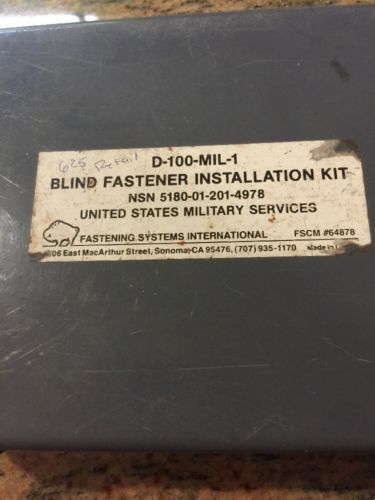 625 Retail
D-100-MIL-1
BLIND FASTENER INSTALLATION KIT
NSN 5180-01-201-4978
UNITED STATES MILITARY SERVICES
FASTENING SYSTEMS INTERNATIONAL FSCM #64878
06 East MacArthur Street, Sonoma, CA 95476, (707) 935-1170 Made in